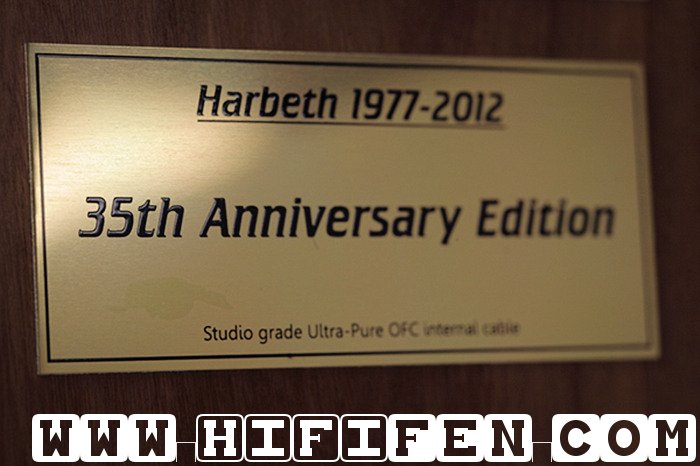 Harbeth 1977-2012
35th Anniversary Edition
Studio grade Ultra-Pure OFC internal cable
WWW.HIFIFEN.COM